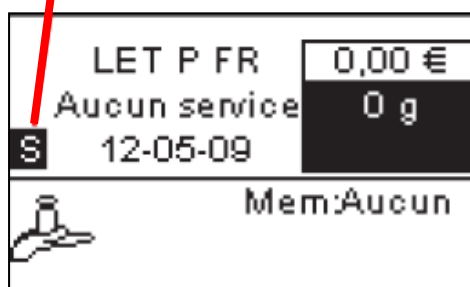 LET P FR 0,00 €
Aucun service 0 g
S 12-05-09
Mem:Aucun